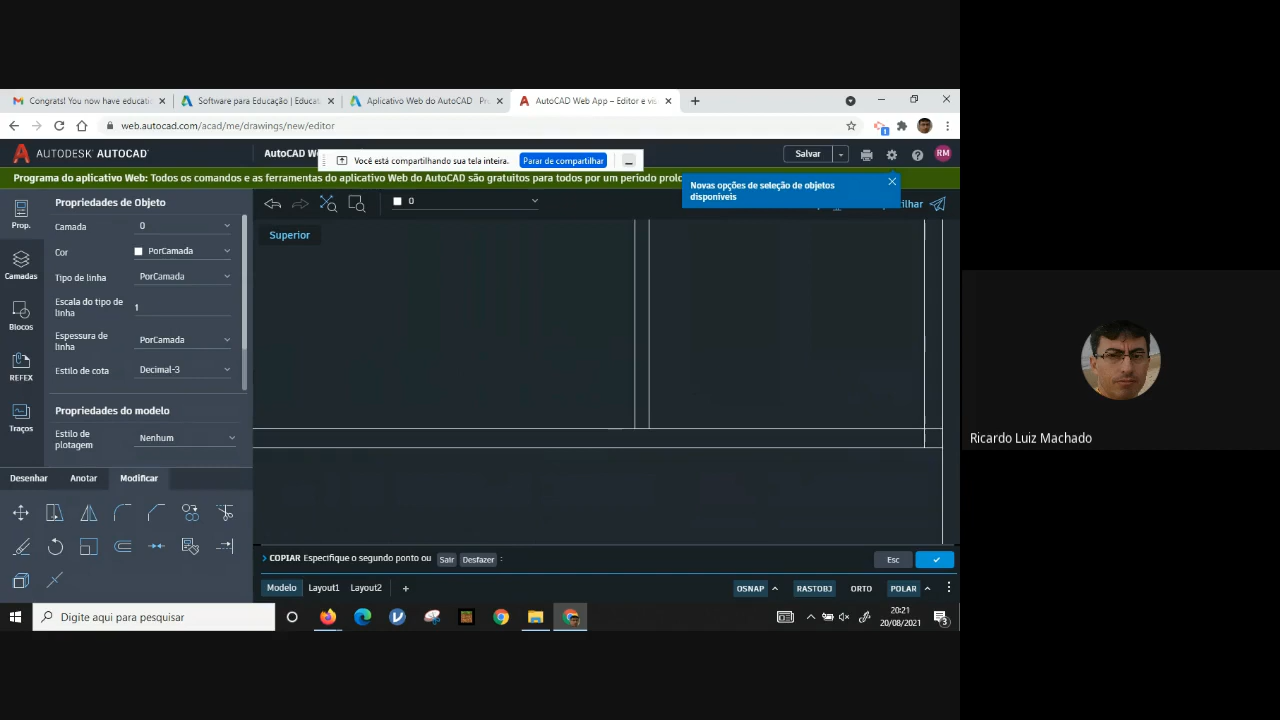 Congrats! You now have educati
Software para Educação | Educat
Aplicativo Web do AutoCAD - Pr
AutoCAD Web App – Editor e vis
web.autocad.com/acad/me/drawings/new/editor
1
AUTODESK® AUTOCAD®
AutoCAD W
Você está compartilhando sua tela inteira.
Parar de compartilhar
Salvar
RM
Programa do aplicativo Web: Todos os comandos e as ferramentas do aplicativo Web do AutoCAD são gratuitos para todos por um período prolo
Novas opções de seleção de objetos
disponíveis
ilhar
Prop.
Camadas
Blocos
REFEX
Traços
Propriedades de Objeto
Camada 0
Cor PorCamada
Tipo de linha PorCamada
Escala do tipo de
linha 1
Espessura de
linha PorCamada
Estilo de cota Decimal-3
Propriedades do modelo
Estilo de
plotagem Nenhum
0
Superior
Desenhar Anotar Modificar
COPIAR Especifique o segundo ponto ou Sair Desfazer :
Esc
Modelo Layout1 Layout2 +
OSNAP RASTOBJ ORTO POLAR
Digite aqui para pesquisar
20:21
20/08/2021
3
Ricardo Luiz Machado